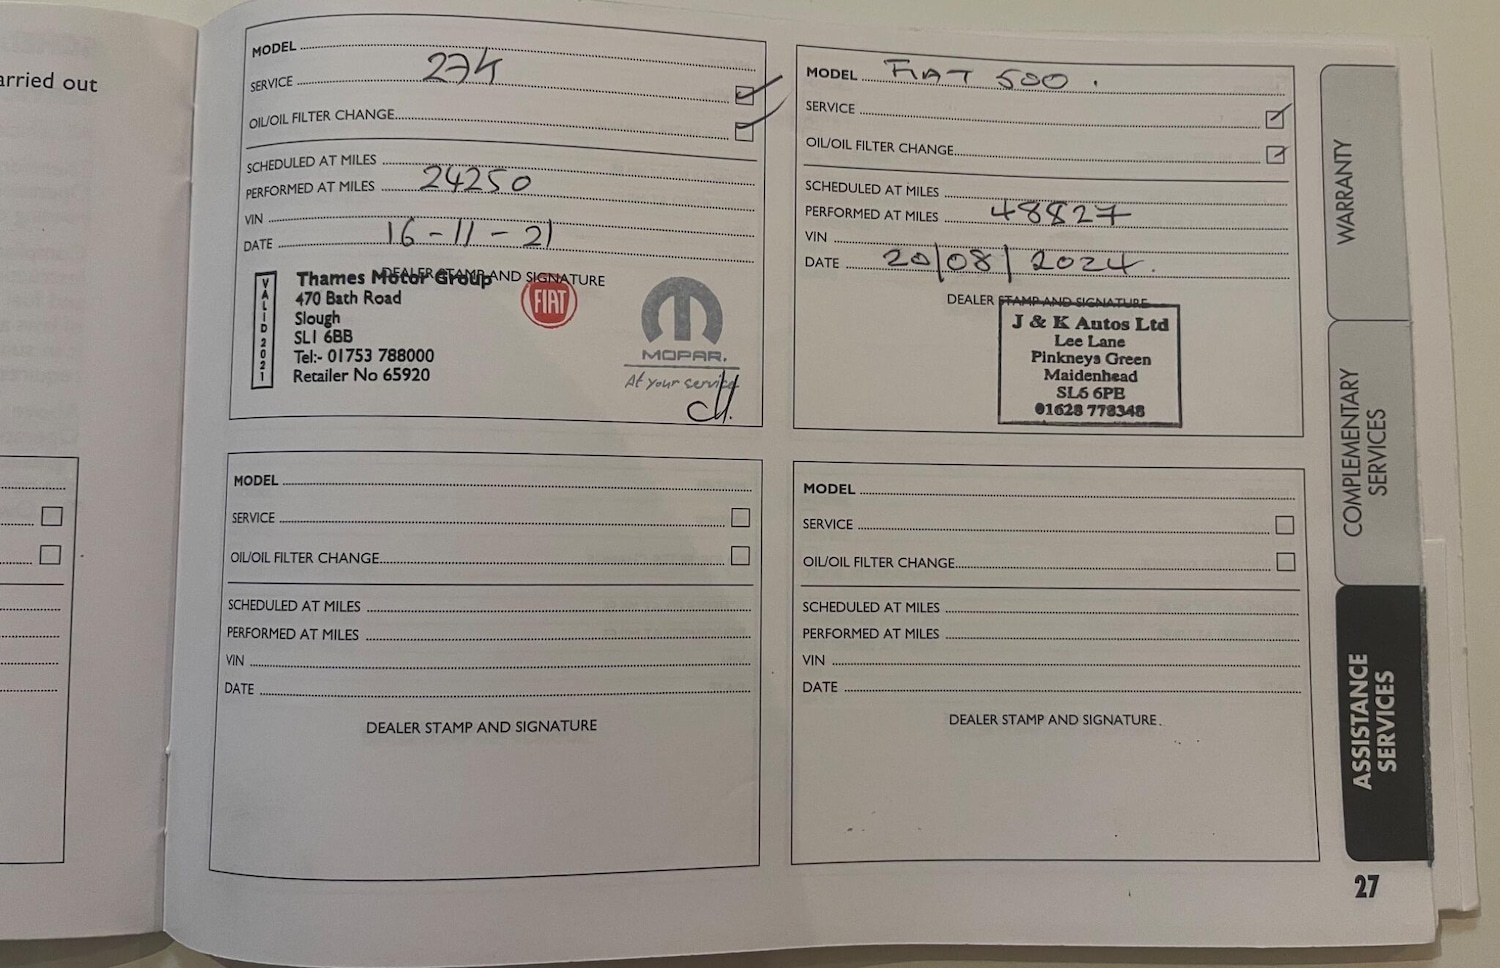 arried out
MODEL
SERVICE 27k
OIL/OIL FILTER CHANGE
SCHEDULED AT MILES
PERFORMED AT MILES 24250
VIN
DATE 16-11-21
DEALER STAMP AND SIGNATURE
VALID 2021
Thames Motor Group
470 Bath Road
Slough
SL1 6BB
Tel:- 01753 788000
Retailer No 65920
FIAT
MOPAR.
At your service
MODEL FIAT 500.
SERVICE
OIL/OIL FILTER CHANGE
SCHEDULED AT MILES
PERFORMED AT MILES 48827
VIN
DATE 20/08/2024.
DEALER STAMP AND SIGNATURE
J & K Autos Ltd
Lee Lane
Pinkneys Green
Maidenhead
SL6 6PE
01628 778348
MODEL
SERVICE
OIL/OIL FILTER CHANGE
SCHEDULED AT MILES
PERFORMED AT MILES
VIN
DATE
DEALER STAMP AND SIGNATURE
MODEL
SERVICE
OIL/OIL FILTER CHANGE
SCHEDULED AT MILES
PERFORMED AT MILES
VIN
DATE
DEALER STAMP AND SIGNATURE
WARRANTY
COMPLEMENTARY
SERVICES
ASSISTANCE
SERVICES
27